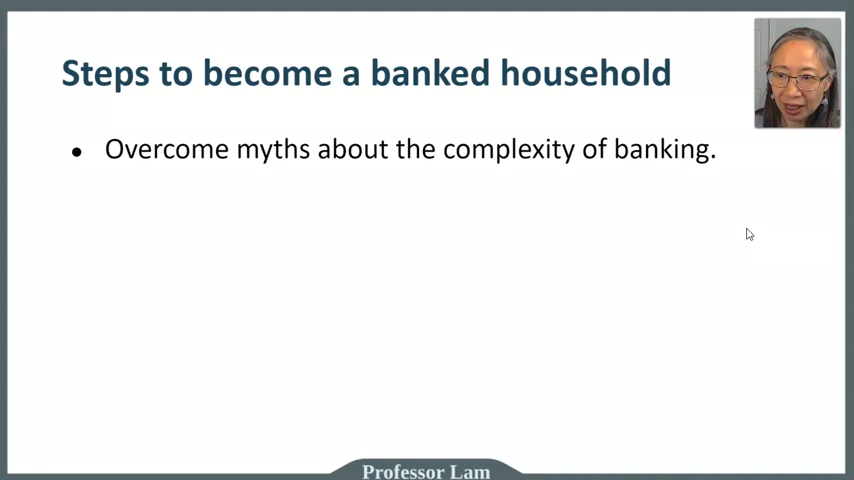 Steps to become a banked household
● Overcome myths about the complexity of banking.
Professor Lam